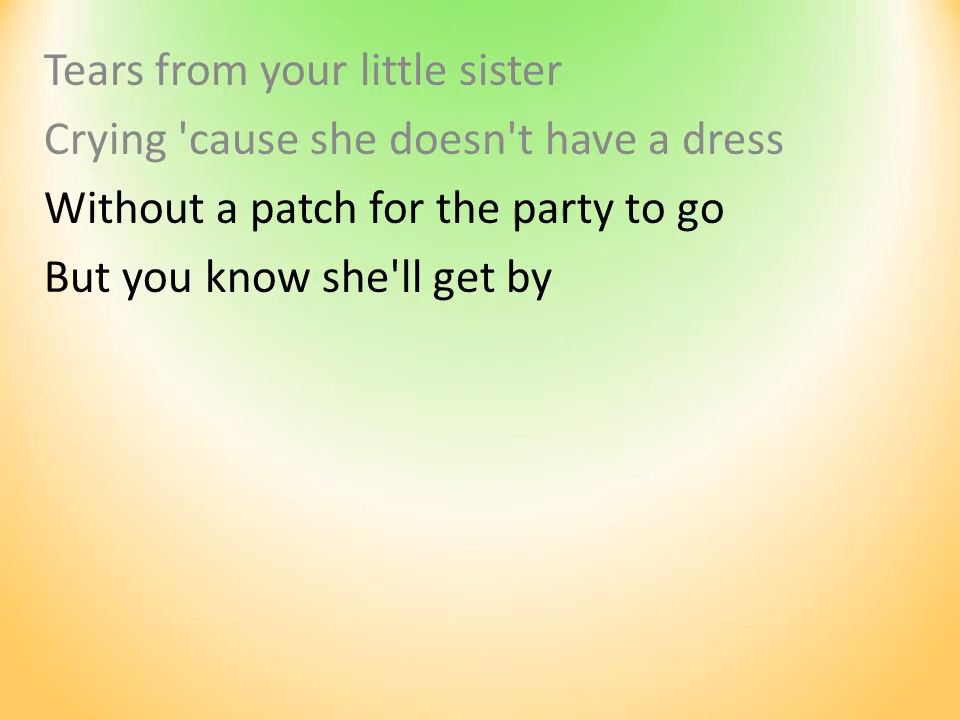 Tears from your little sister
Crying 'cause she doesn't have a dress
Without a patch for the party to go
But you know she'll get by